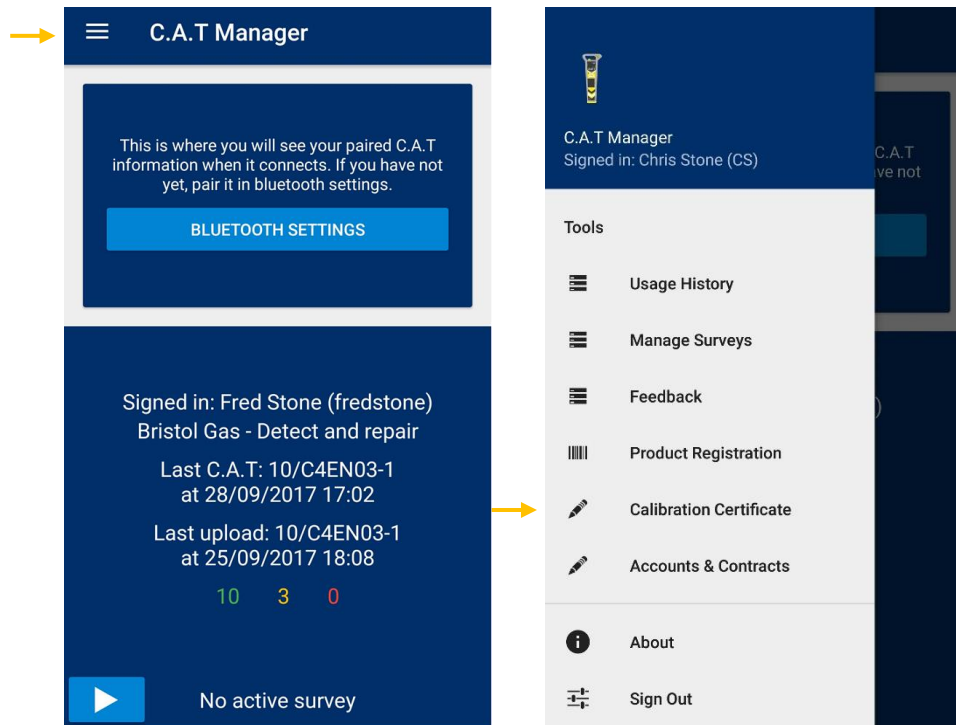 C.A.T Manager
This is where you will see your paired C.A.T
information when it connects. If you have not
yet, pair it in bluetooth settings.
BLUETOOTH SETTINGS
Signed in: Fred Stone (fredstone)
Bristol Gas - Detect and repair
Last C.A.T: 10/C4EN03-1
at 28/09/2017 17:02
Last upload: 10/C4EN03-1
at 25/09/2017 18:08
10 3 0
No active survey
C.A.T Manager
Signed in: Chris Stone (CS)
C.A.T
ve not
Tools
Usage History
Manage Surveys
Feedback
)
Product Registration
Calibration Certificate
Accounts & Contracts
About
Sign Out